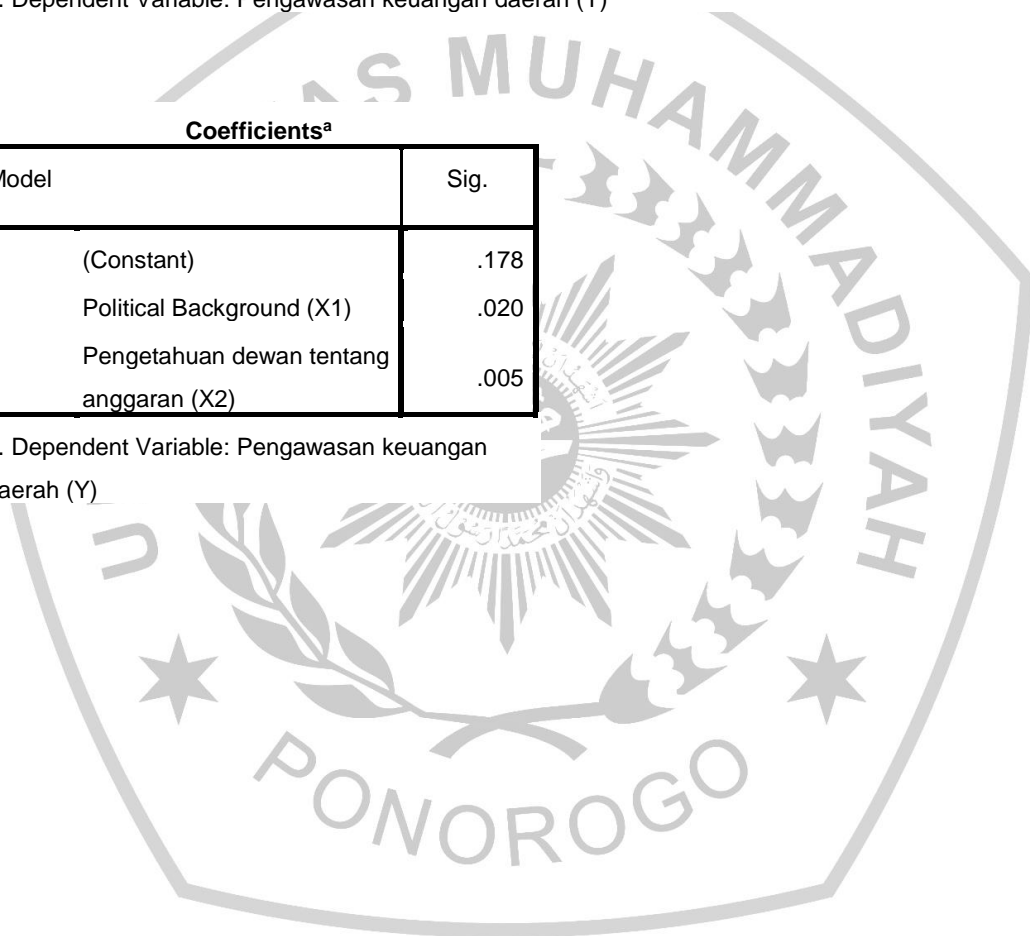 . Dependent Variable: Pengawasan keuangan daerah (Y)
AS MUHAMMADIYAH
Coefficientsᵃ
Model Sig.
(Constant) .178
Political Background (X1) .020
Pengetahuan dewan tentang
anggaran (X2) .005
. Dependent Variable: Pengawasan keuangan
aerah (Y)
U
PONOROGO